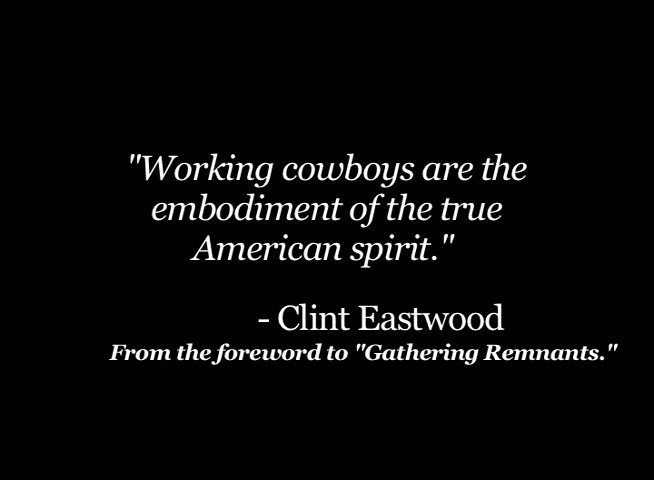 "Working cowboys are the
embodiment of the true
American spirit."
- Clint Eastwood
From the foreword to "Gathering Remnants."